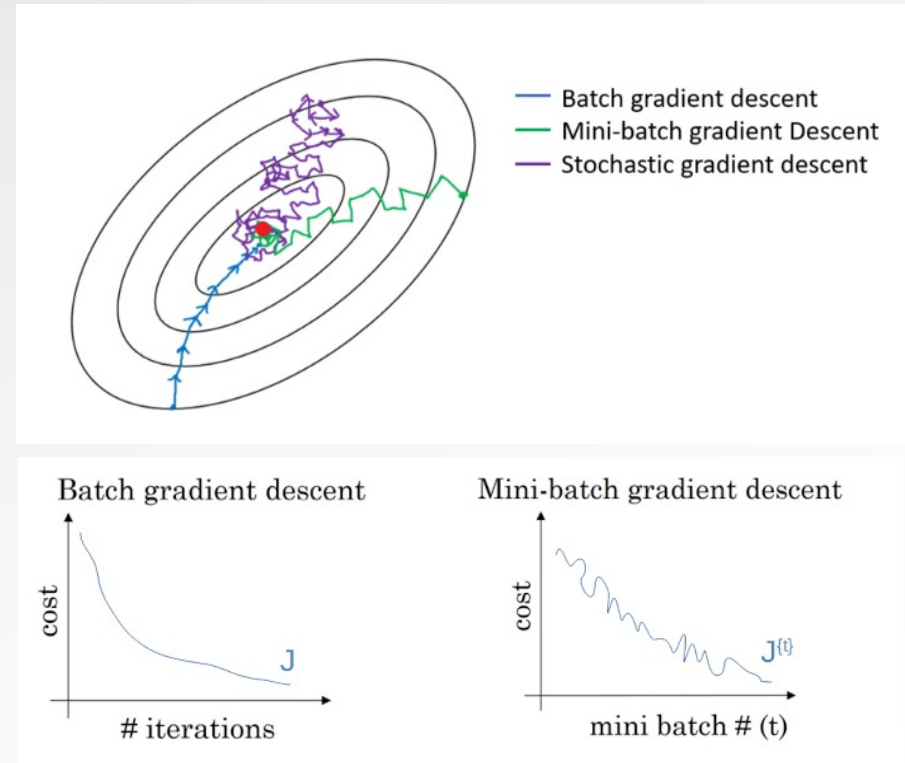 Batch gradient descent
Mini-batch gradient Descent
Stochastic gradient descent
Batch gradient descent
cost
J
# iterations
Mini-batch gradient descent
cost
J{t}
mini batch # (t)